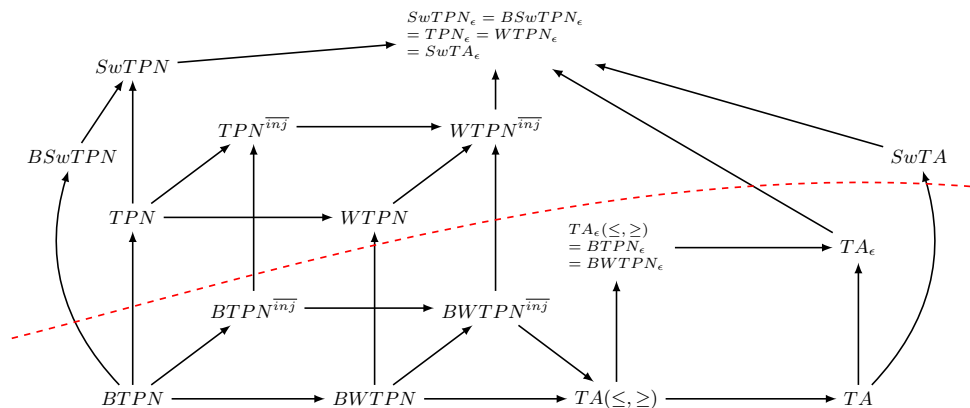 SwTPN_ε = BSwTPN_ε
= TPN_ε = WTPN_ε
= SwTA_ε
SwTPN
TPN^{\overline{inj}}
WTPN^{\overline{inj}}
BSwTPN
SwTA
TPN
WTPN
TA_ε(≤, ≥)
= BTPN_ε
= BWTPN_ε
TA_ε
BTPN^{\overline{inj}}
BWTPN^{\overline{inj}}
BTPN
BWTPN
TA(≤, ≥)
TA